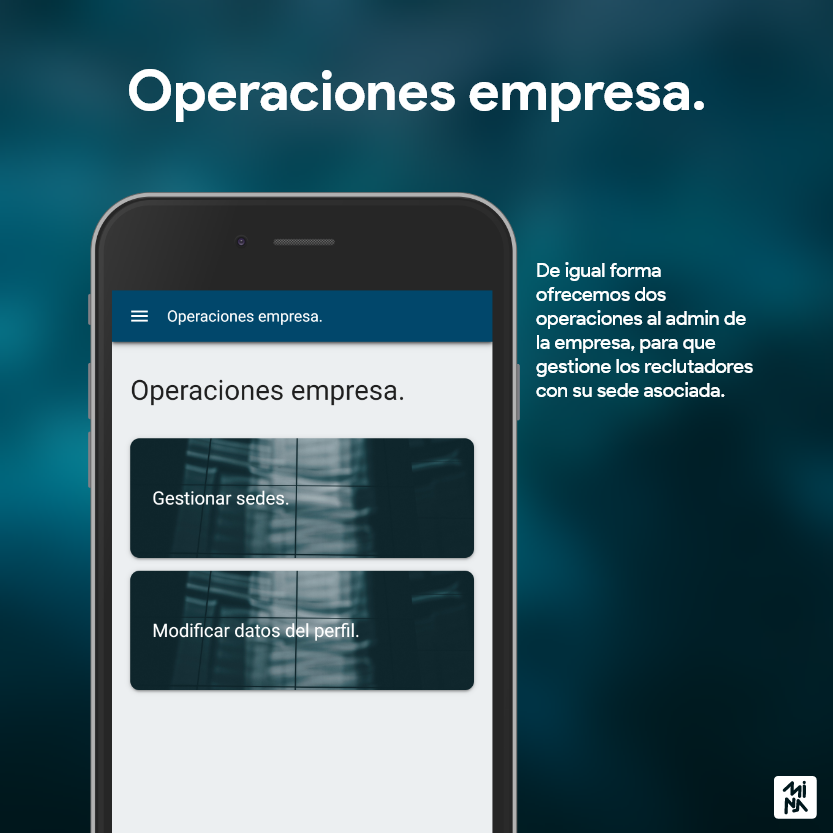 Operaciones empresa.
Operaciones empresa.
Operaciones empresa.
Gestionar sedes.
Modificar datos del perfil.
De igual forma
ofrecemos dos
operaciones al admin de
la empresa, para que
gestione los reclutadores
con su sede asociada.
MiNA